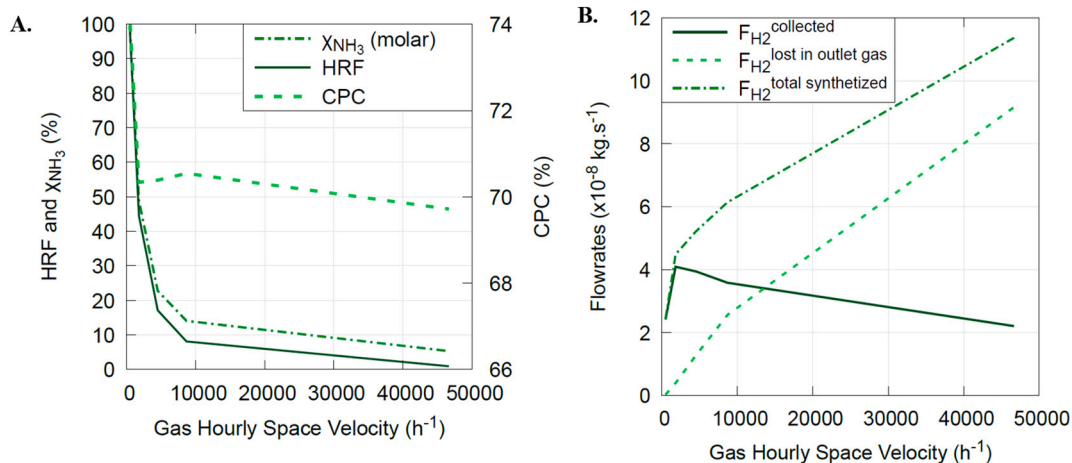 A.
100
90
80
70
60
50
40
30
20
10
0
HRF and XNH3 (%)
χNH3 (molar)
HRF
CPC
74
72
70
68
66
CPC (%)
0 10000 20000 30000 40000 50000
Gas Hourly Space Velocity (h-1)
B.
12
10
8
6
4
2
0
Flowrates (x10-8 kg.s-1)
FH2collected
FH2lost in outlet gas
FH2total synthetized
0 10000 20000 30000 40000 50000
Gas Hourly Space Velocity (h-1)